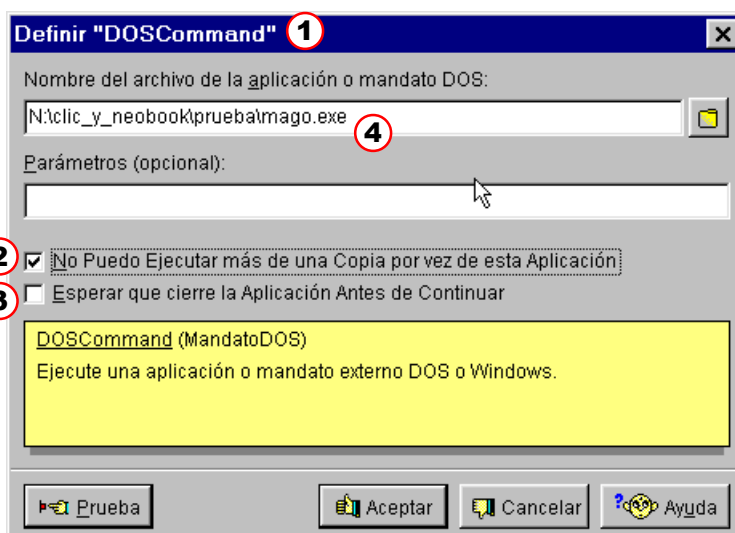 Definir "DOSCommand" 1
Nombre del archivo de la aplicación o mandato DOS:
N:\clic_y_neobook\prueba\mago.exe
4
Parámetros (opcional):
2 No Puedo Ejecutar más de una Copia por vez de esta Aplicación
3 Esperar que cierre la Aplicación Antes de Continuar
DOSCommand (MandatoDOS)
Ejecute una aplicación o mandato externo DOS o Windows.
Prueba Aceptar Cancelar ? Ayuda